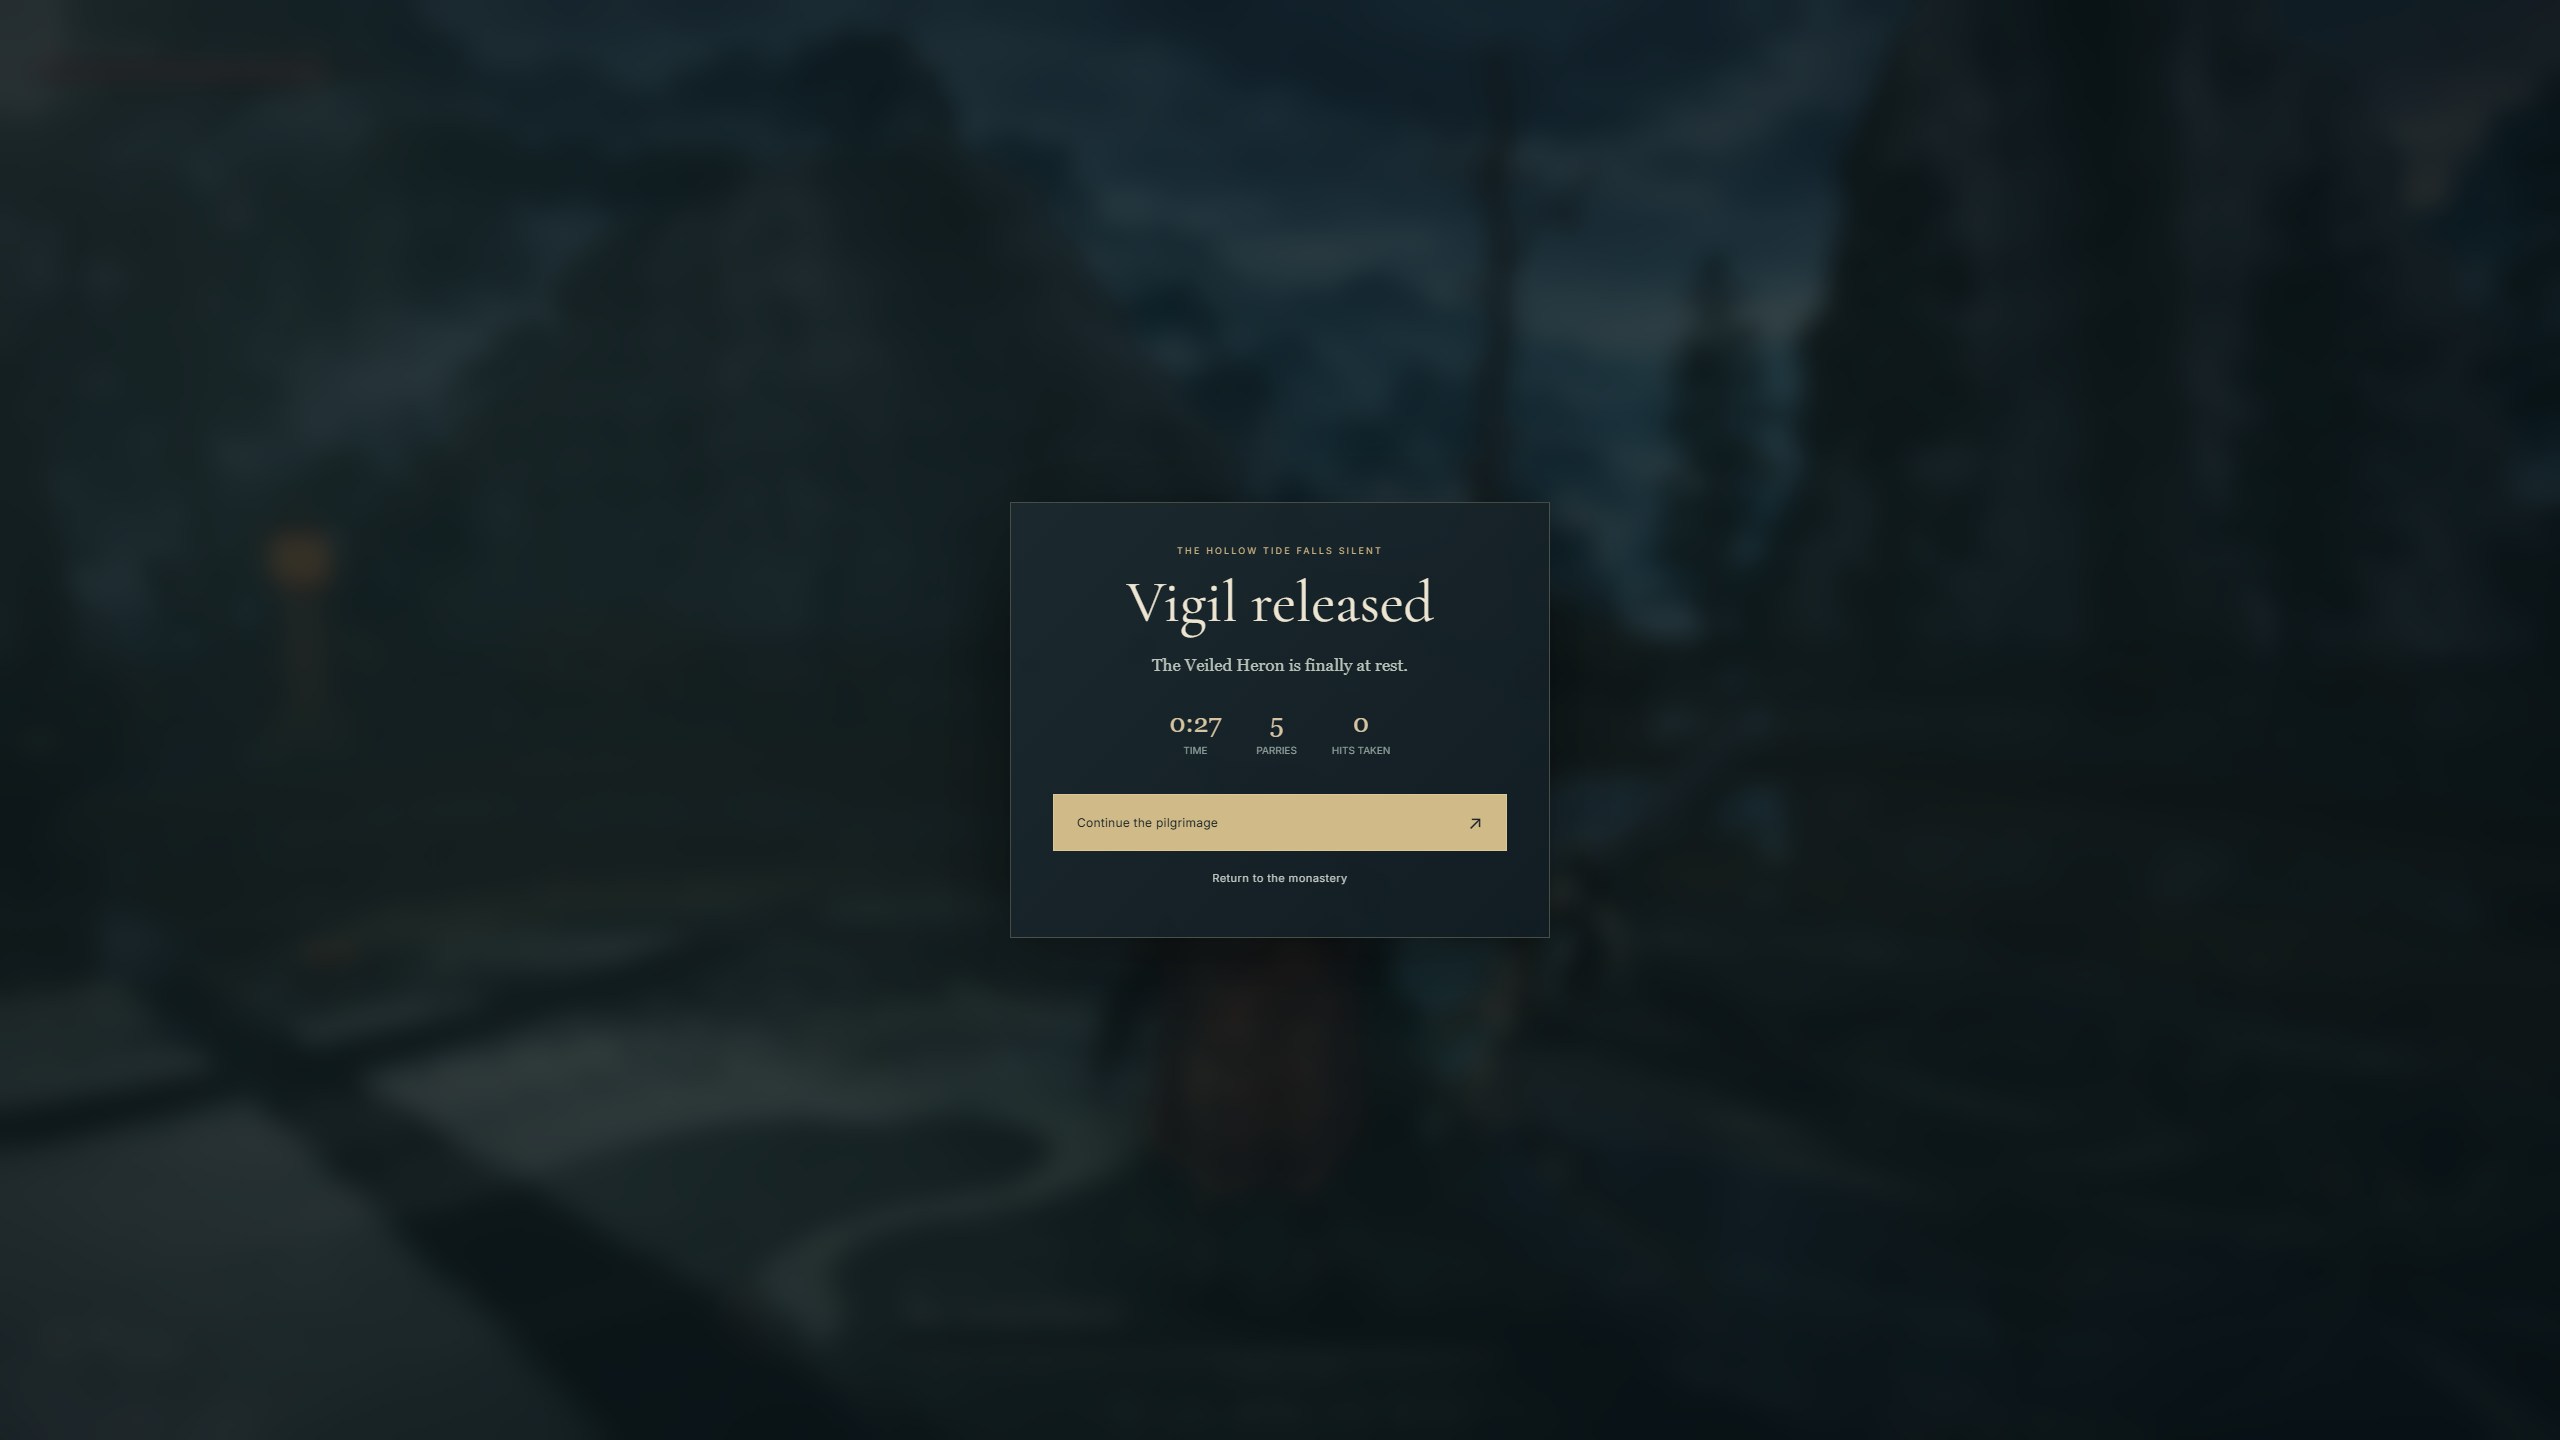 THE HOLLOW TIDE FALLS SILENT
Vigil released
The Veiled Heron is finally at rest.
0:27 5 0
TIME PARRIES HITS TAKEN
Continue the pilgrimage
Return to the monastery